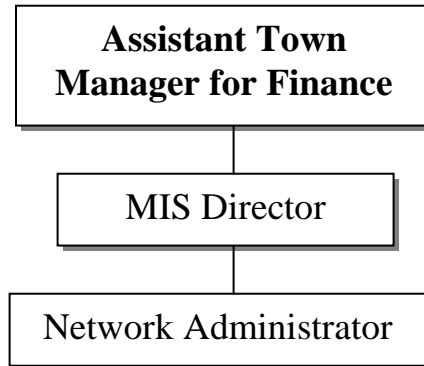 Assistant Town
Manager for Finance
MIS Director
Network Administrator